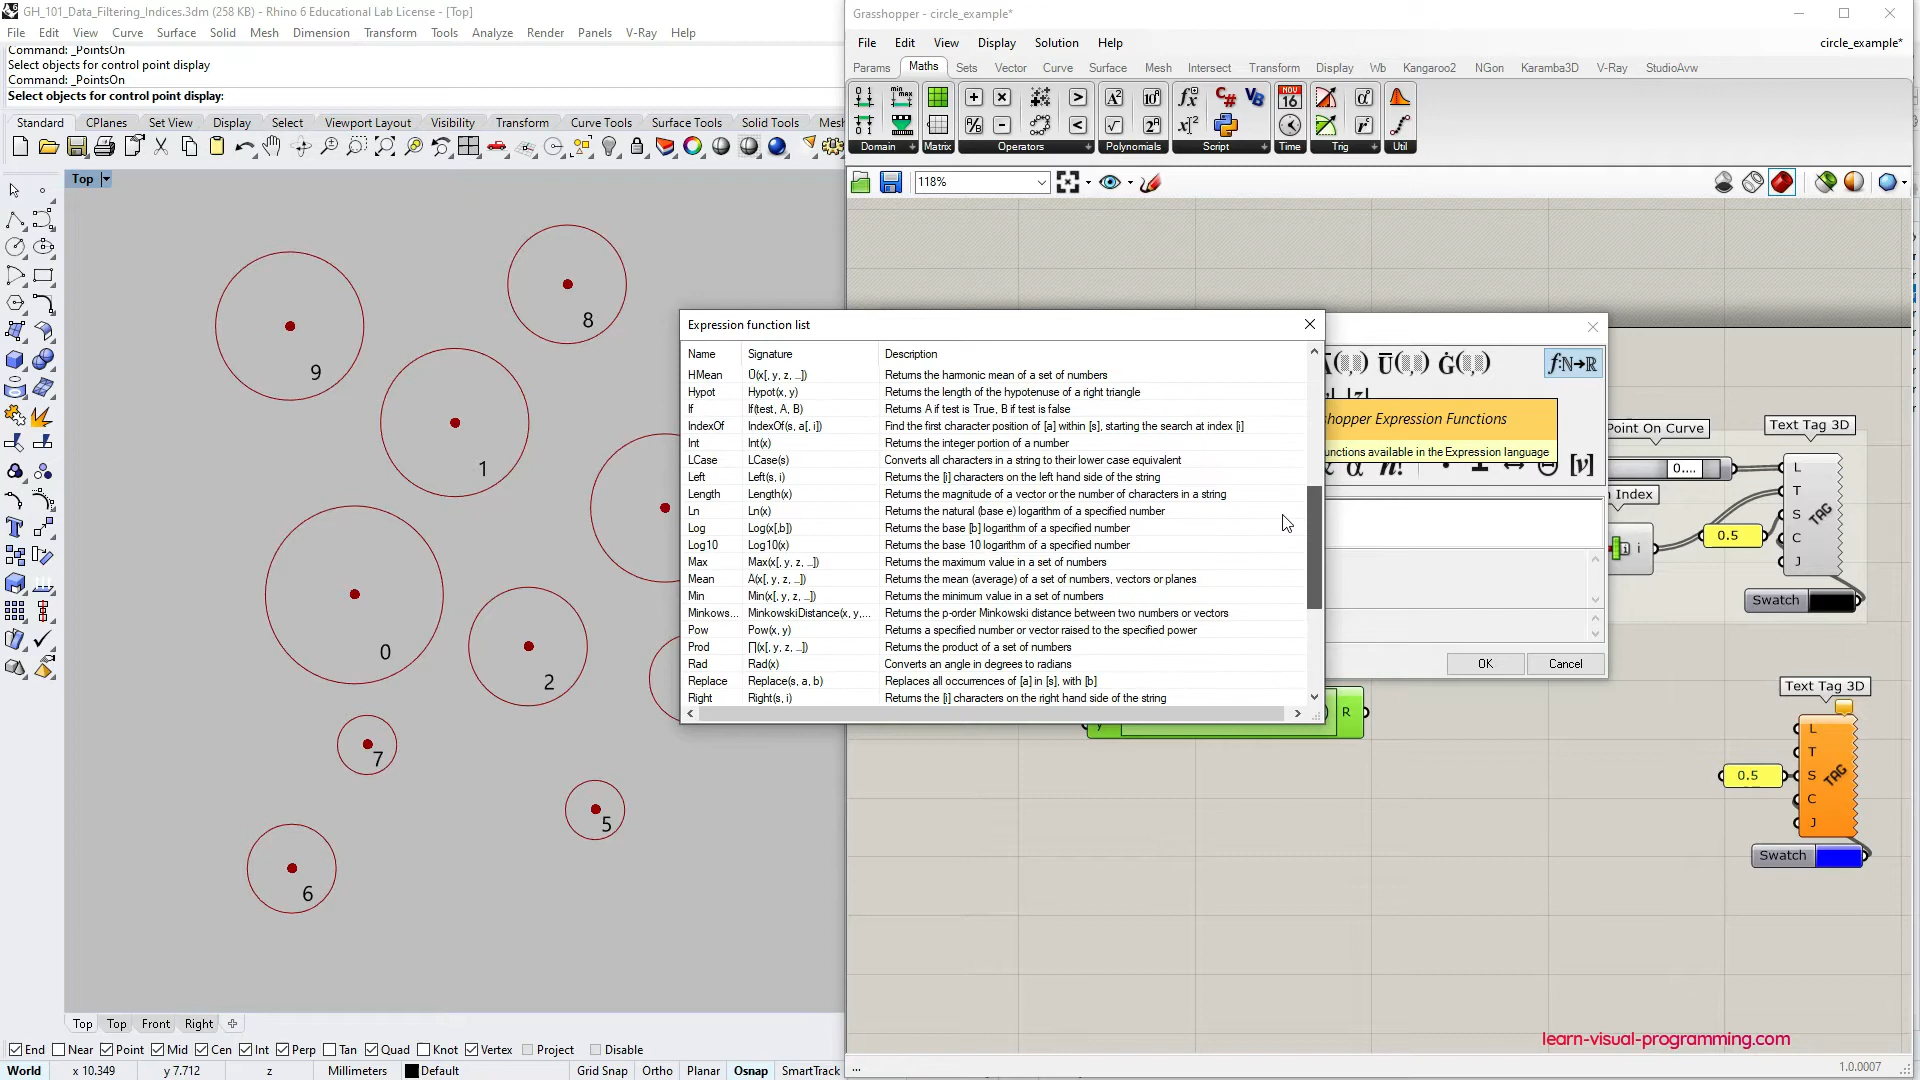 GH_101_Data_Filtering_Indices.3dm (258 KB) - Rhino 6 Educational Lab License - [Top]
File Edit View Curve Surface Solid Mesh Dimension Transform Tools Analyze Render Panels V-Ray Help
Command: _PointsOn
Select objects for control point display
Command: _PointsOn
Select objects for control point display:
Standard CPlanes Set View Display Select Viewport Layout Visibility Transform Curve Tools Surface Tools Solid Tools Mesh
Top
9
8
1
0
2
7
5
6
Top Top Front Right
End Near Point Mid Cen Int Perp Tan Quad Knot Vertex Project Disable
World x 10.349 y 7.712 z Millimeters Default Grid Snap Ortho Planar Osnap SmartTrack
Grasshopper - circle_example*
File Edit View Display Solution Help circle_example*
Params Maths Sets Vector Curve Surface Mesh Intersect Transform Display Wb Kangaroo2 NGon Karamba3D V-Ray StudioAvw
Domain Matrix Operators Polynomials Script Time Trig Util
118%
Expression function list
Name Signature Description
HMean Ū(x[, y, z, ...]) Returns the harmonic mean of a set of numbers
Hypot Hypot(x, y) Returns the length of the hypotenuse of a right triangle
If If(test, A, B) Returns A if test is True, B if test is false
IndexOf IndexOf(s, a[, i]) Find the first character position of [a] within [s], starting the search at index [i]
Int Int(x) Returns the integer portion of a number
LCase LCase(s) Converts all characters in a string to their lower case equivalent
Left Left(s, i) Returns the [i] characters on the left hand side of the string
Length Length(x) Returns the magnitude of a vector or the number of characters in a string
Ln Ln(x) Returns the natural (base e) logarithm of a specified number
Log Log(x[,b]) Returns the base [b] logarithm of a specified number
Log10 Log10(x) Returns the base 10 logarithm of a specified number
Max Max(x[, y, z, ...]) Returns the maximum value in a set of numbers
Mean Ā(x[, y, z, ...]) Returns the mean (average) of a set of numbers, vectors or planes
Min Min(x[, y, z, ...]) Returns the minimum value in a set of numbers
Minkows... MinkowskiDistance(x, y,... Returns the p-order Minkowski distance between two numbers or vectors
Pow Pow(x, y) Returns a specified number or vector raised to the specified power
Prod ∏(x[, y, z, ...]) Returns the product of a set of numbers
Rad Rad(x) Converts an angle in degrees to radians
Replace Replace(s, a, b) Replaces all occurrences of [a] in [s], with [b]
Right Right(s, i) Returns the [i] characters on the right hand side of the string
f:N→R
shopper Expression Functions
unctions available in the Expression language
OK Cancel
Point On Curve
Text Tag 3D
0....
Index
i
0.5
L
T
S
C
J
TAG
Swatch
R
Text Tag 3D
L
T
S
C
J
TAG
0.5
Swatch
learn-visual-programming.com
... 1.0.0007